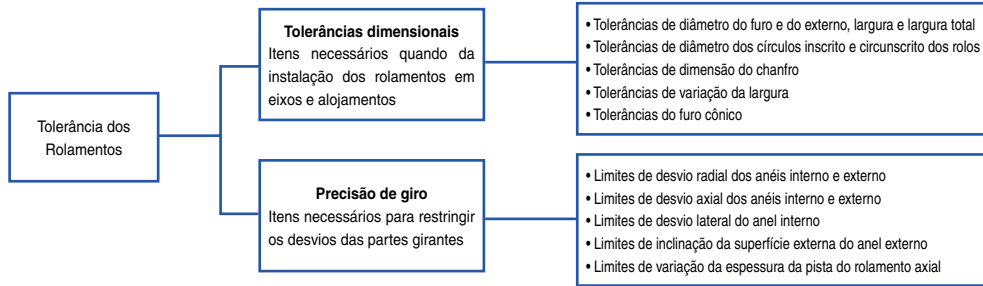 Tolerância dos
Rolamentos
Tolerâncias dimensionais
Itens necessários quando da
instalação dos rolamentos em
eixos e alojamentos
• Tolerâncias de diâmetro do furo e do externo, largura e largura total
• Tolerâncias de diâmetro dos círculos inscrito e circunscrito dos rolos
• Tolerâncias de dimensão do chanfro
• Tolerâncias de variação da largura
• Tolerâncias do furo cônico
Precisão de giro
Itens necessários para restringir
os desvios das partes girantes
• Limites de desvio radial dos anéis interno e externo
• Limites de desvio axial dos anéis interno e externo
• Limites de desvio lateral do anel interno
• Limites de inclinação da superfície externa do anel externo
• Limites de variação da espessura da pista do rolamento axial